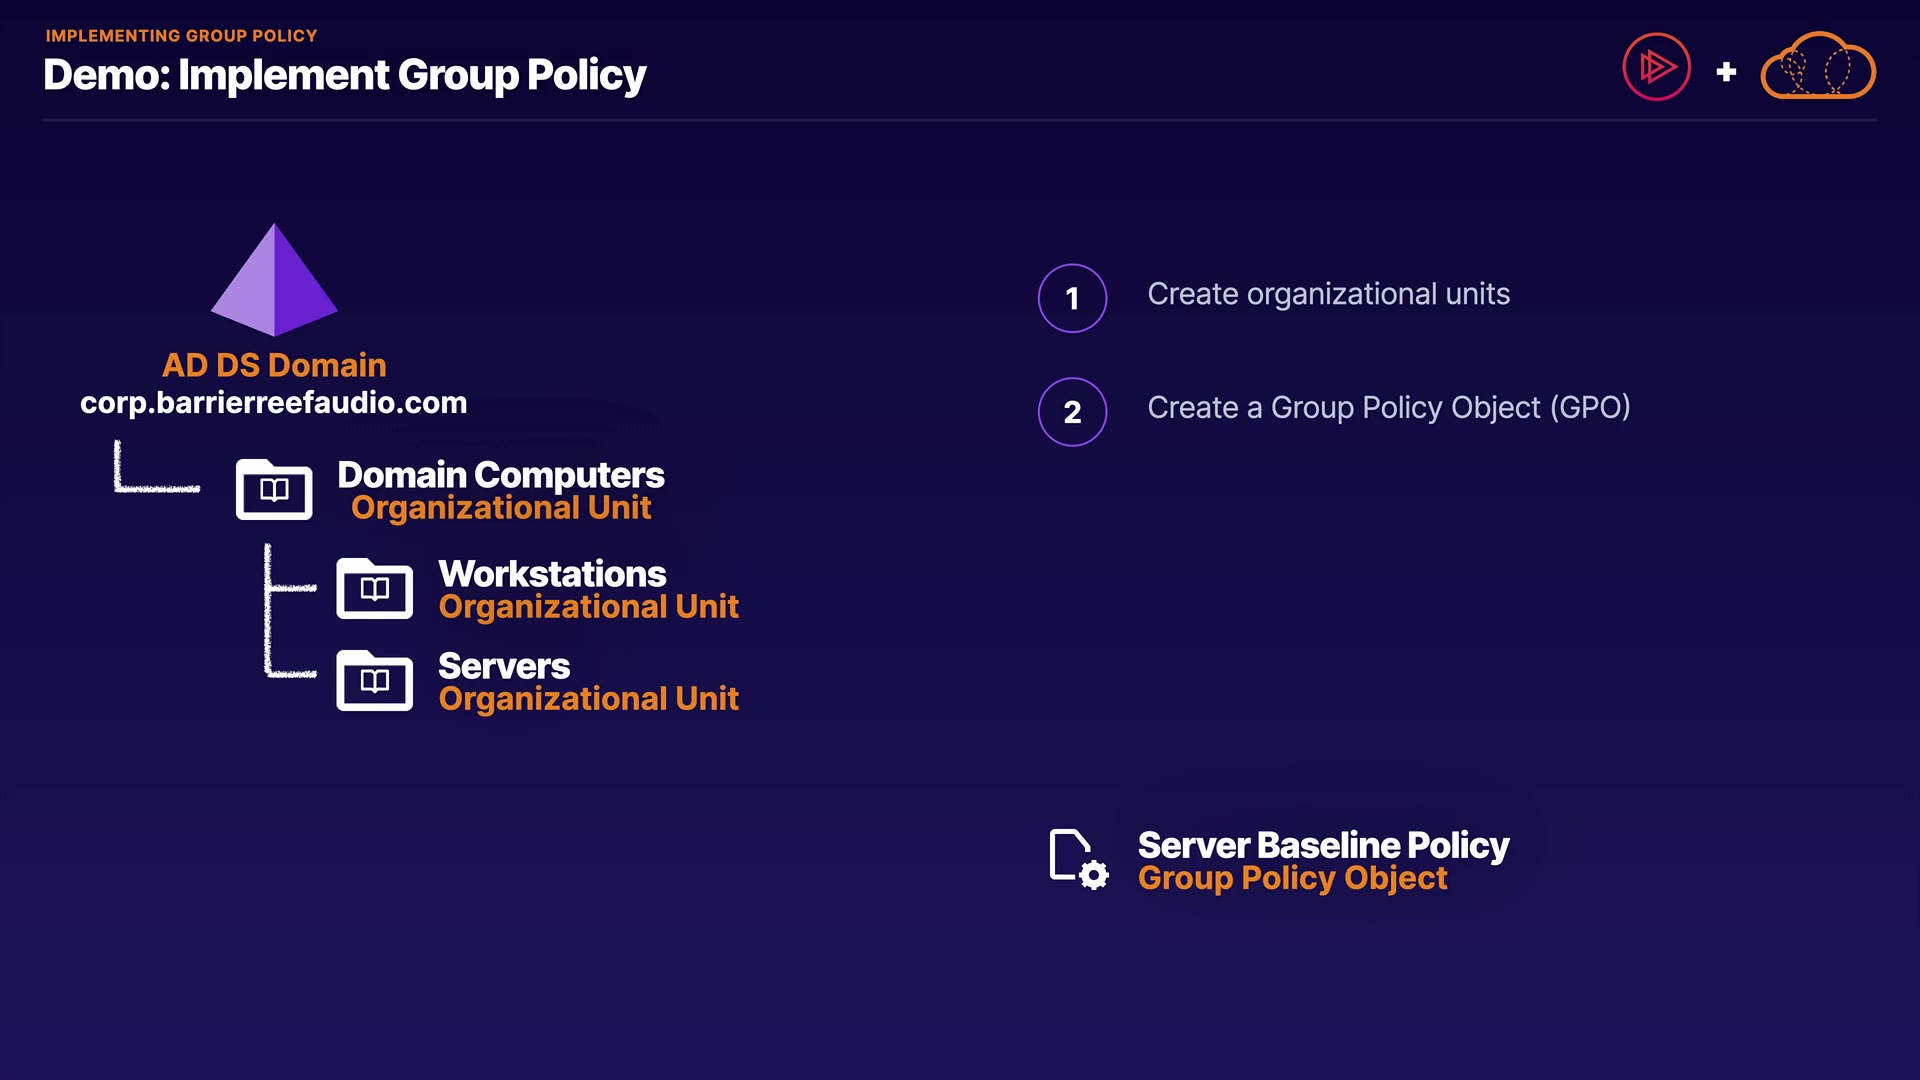 IMPLEMENTING GROUP POLICY
Demo: Implement Group Policy
+
AD DS Domain
corp.barrierreefaudio.com
Domain Computers
Organizational Unit
Workstations
Organizational Unit
Servers
Organizational Unit
1 Create organizational units
2 Create a Group Policy Object (GPO)
Server Baseline Policy
Group Policy Object